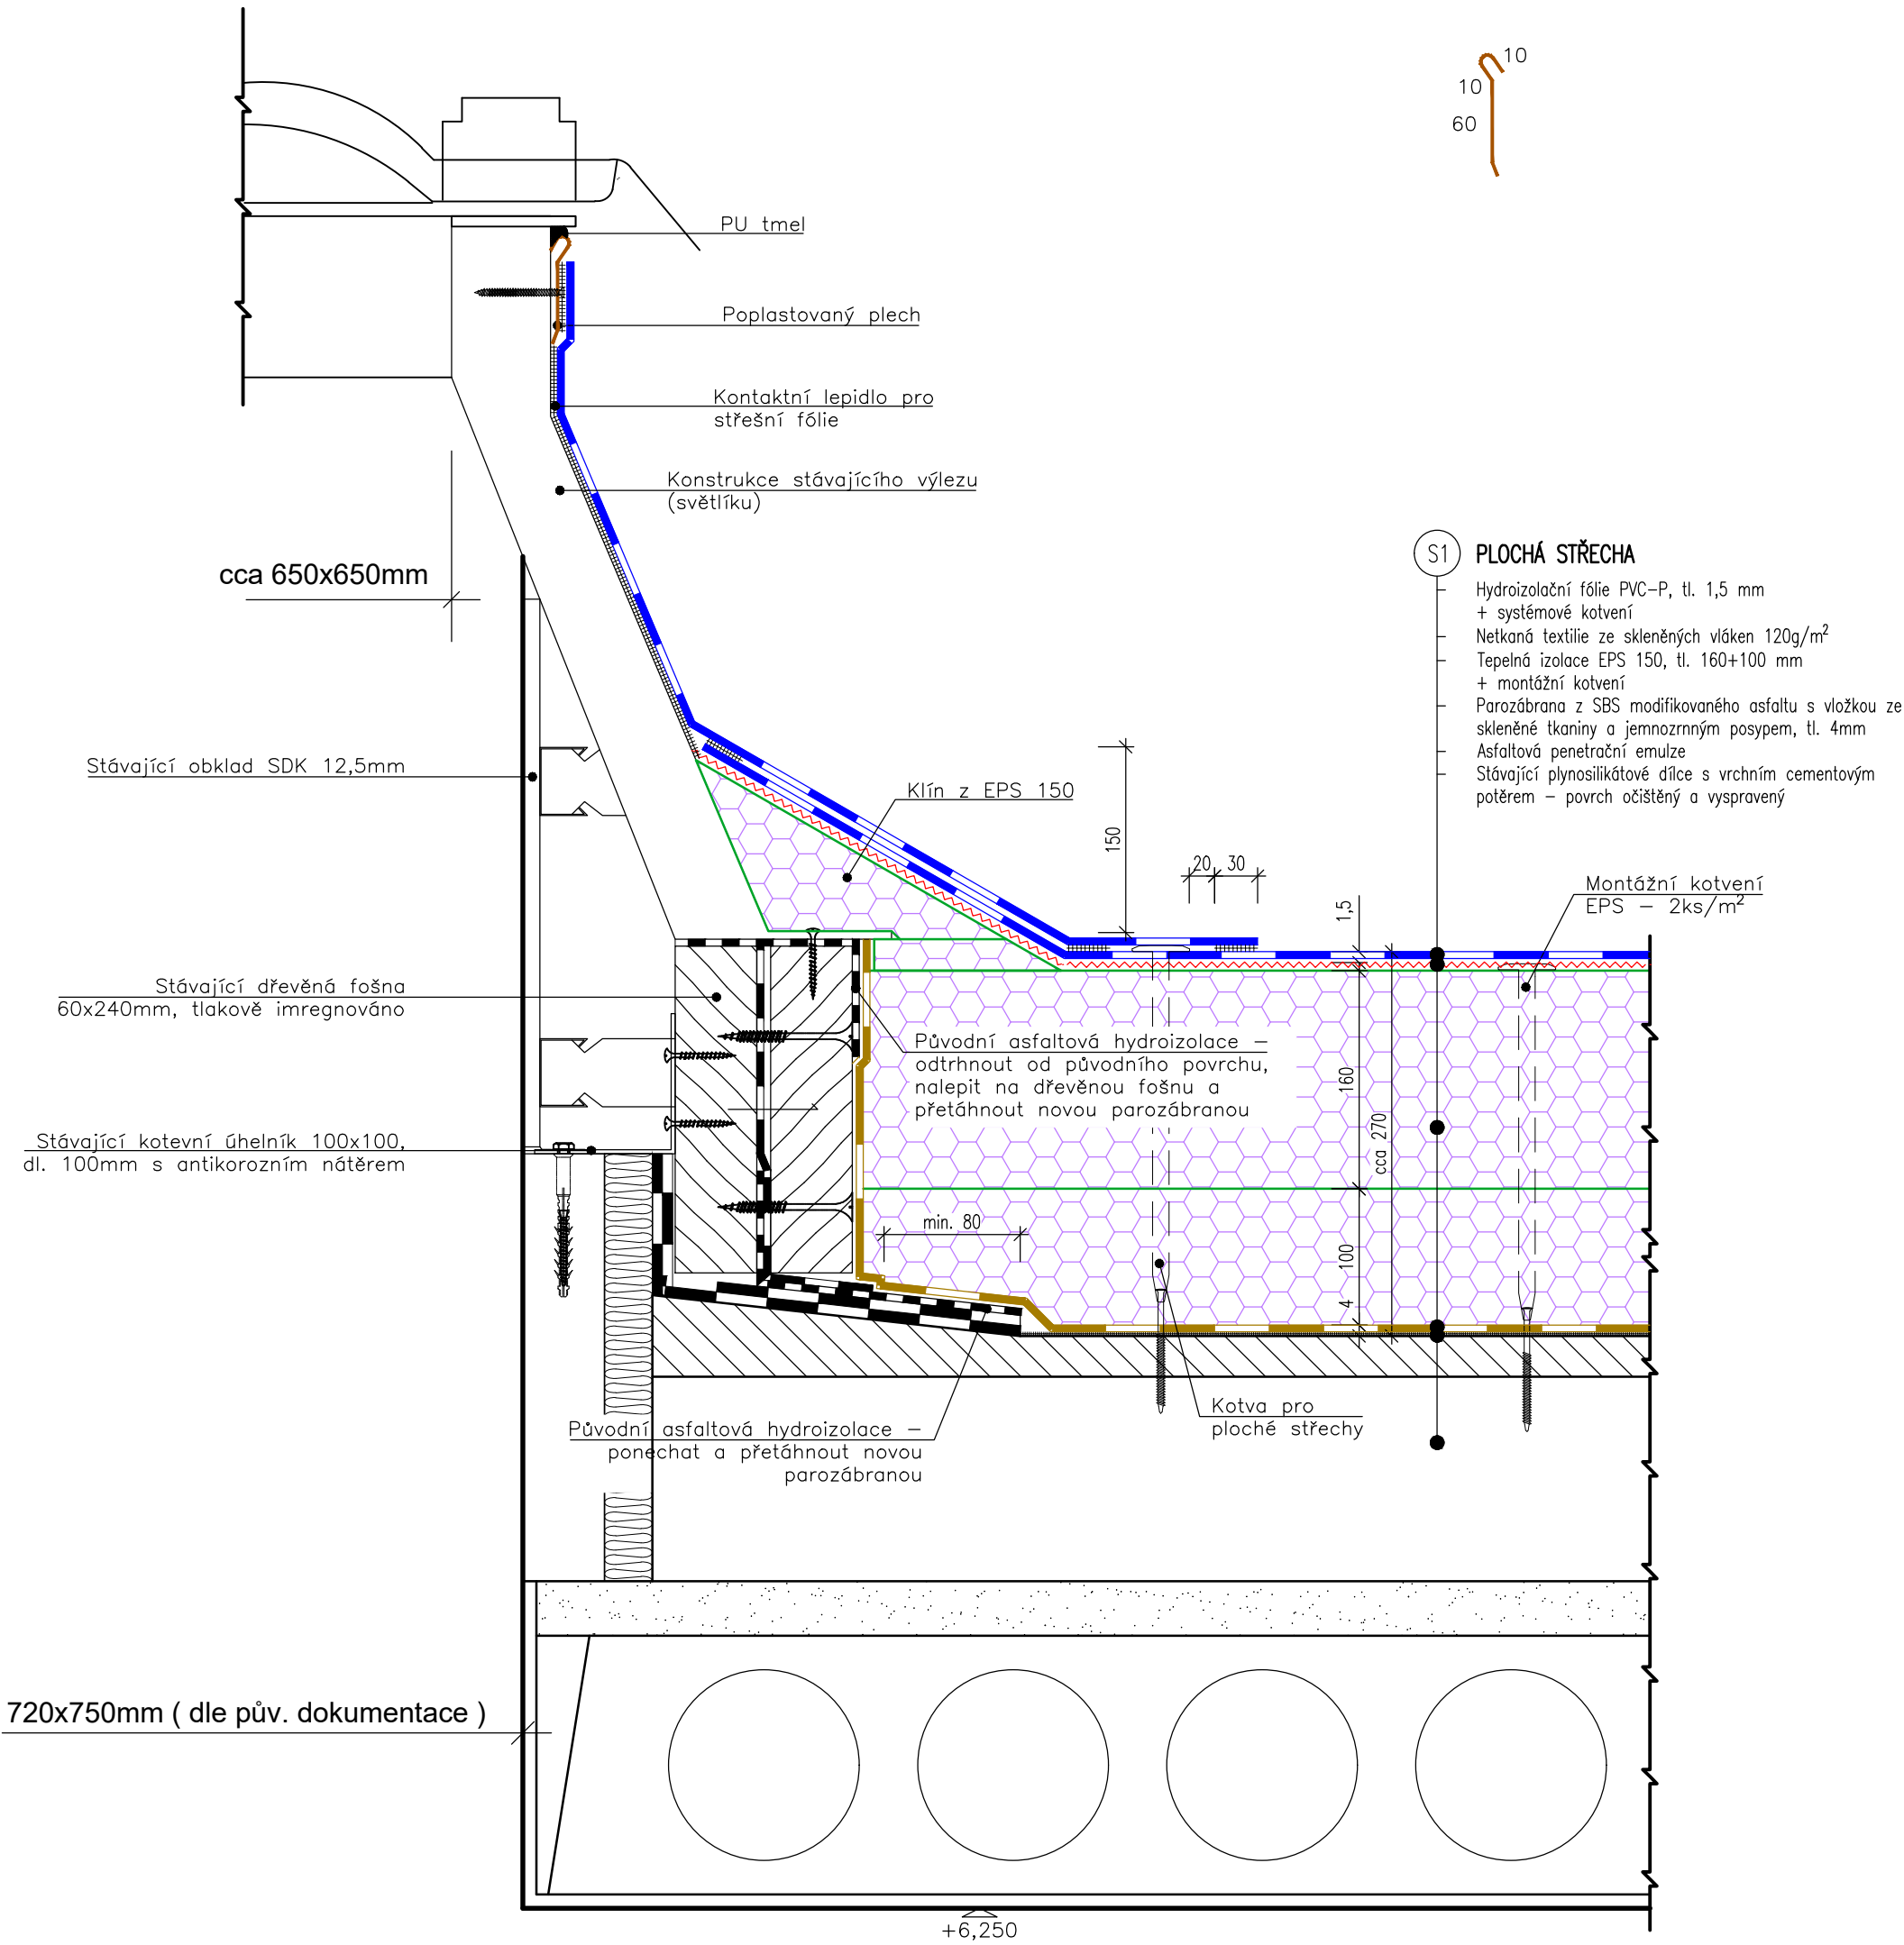 10
10
60
PU tmel
Poplastovaný plech
Kontaktní lepidlo pro
střešní fólie
Konstrukce stávajícího výlezu
(světlíku)
cca 650x650mm
S1 PLOCHÁ STŘECHA
Hydroizolační fólie PVC-P, tl. 1,5 mm
+ systémové kotvení
Netkaná textilie ze skleněných vláken 120g/m²
Tepelná izolace EPS 150, tl. 160+100 mm
+ montážní kotvení
Parozábrana z SBS modifikovaného asfaltu s vložkou ze
skleněné tkaniny a jemnozrnným posypem, tl. 4mm
Asfaltová penetrační emulze
Stávající plynosilikátové dílce s vrchním cementovým
potěrem – povrch očištěný a vyspravený
Stávající obklad SDK 12,5mm
Klín z EPS 150
150
20 30
1,5
Montážní kotvení
EPS – 2ks/m²
Stávající dřevěná fošna
60x240mm, tlakově imregnováno
Původní asfaltová hydroizolace –
odtrhnout od původního povrchu,
nalepit na dřevěnou fošnu a
přetáhnout novou parozábranou
160
cca 270
Stávající kotevní úhelník 100x100,
dl. 100mm s antikorozním nátěrem
min. 80
100
4
Kotva pro
ploché střechy
Původní asfaltová hydroizolace –
ponechat a přetáhnout novou
parozábranou
720x750mm ( dle pův. dokumentace )
+6,250